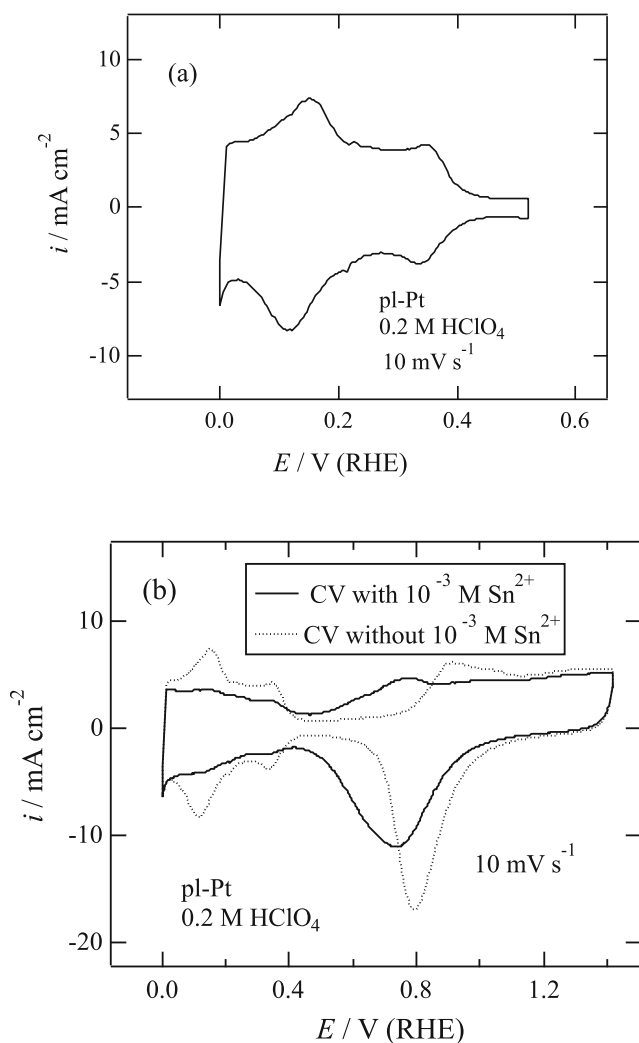 (a)
10
5
0
-5
-10
i / mA cm⁻²
pl-Pt
0.2 M HClO₄
10 mV s⁻¹
0.0 0.2 0.4 0.6
E / V (RHE)
(b)
CV with 10⁻³ M Sn²⁺
CV without 10⁻³ M Sn²⁺
10
0
-10
-20
i / mA cm⁻²
10 mV s⁻¹
pl-Pt
0.2 M HClO₄
0.0 0.4 0.8 1.2
E / V (RHE)